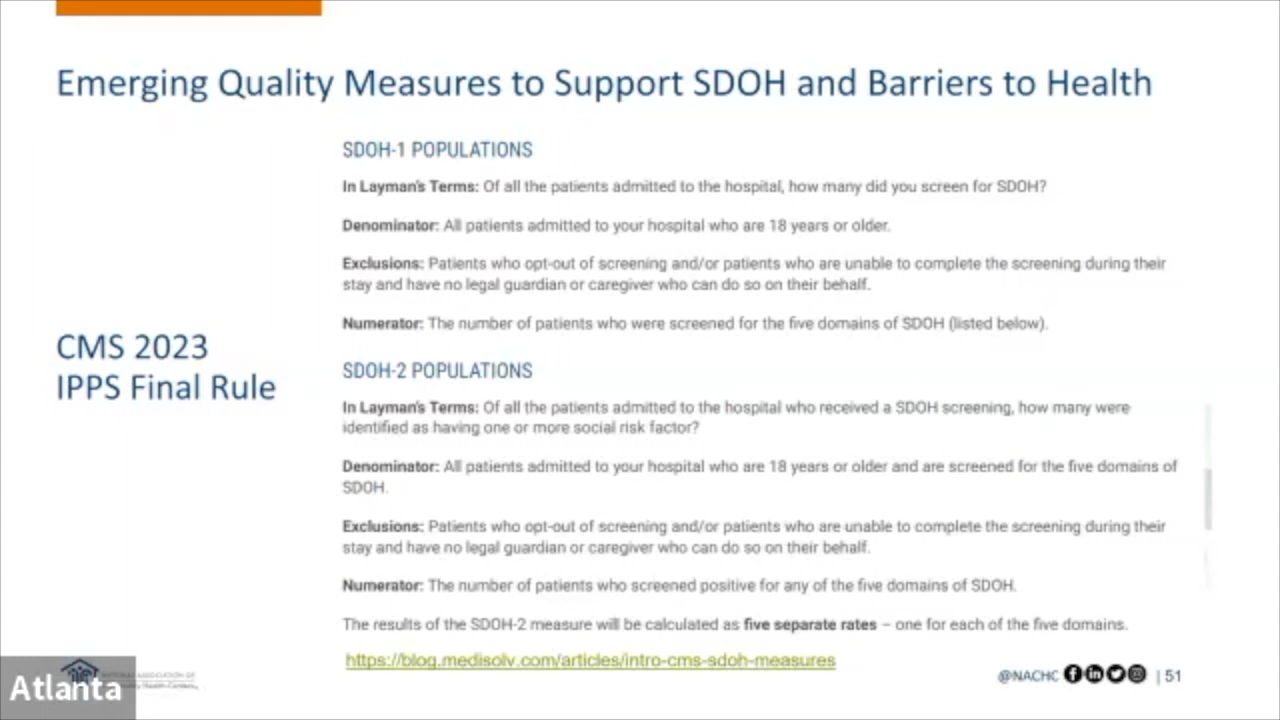 Emerging Quality Measures to Support SDOH and Barriers to Health
SDOH-1 POPULATIONS
In Layman's Terms: Of all the patients admitted to the hospital, how many did you screen for SDOH?
Denominator: All patients admitted to your hospital who are 18 years or older.
Exclusions: Patients who opt-out of screening and/or patients who are unable to complete the screening during their
stay and have no legal guardian or caregiver who can do so on their behalf.
Numerator: The number of patients who were screened for the five domains of SDOH (listed below).
CMS 2023
IPPS Final Rule
SDOH-2 POPULATIONS
In Layman's Terms: Of all the patients admitted to the hospital who received a SDOH screening, how many were
identified as having one or more social risk factor?
Denominator: All patients admitted to your hospital who are 18 years or older and are screened for the five domains of
SDOH.
Exclusions: Patients who opt-out of screening and/or patients who are unable to complete the screening during their
stay and have no legal guardian or caregiver who can do so on their behalf.
Numerator: The number of patients who screened positive for any of the five domains of SDOH.
The results of the SDOH-2 measure will be calculated as five separate rates – one for each of the five domains.
https://blog.medisolv.com/articles/intro-cms-sdoh-measures
Atlanta
@NACHC
| 51